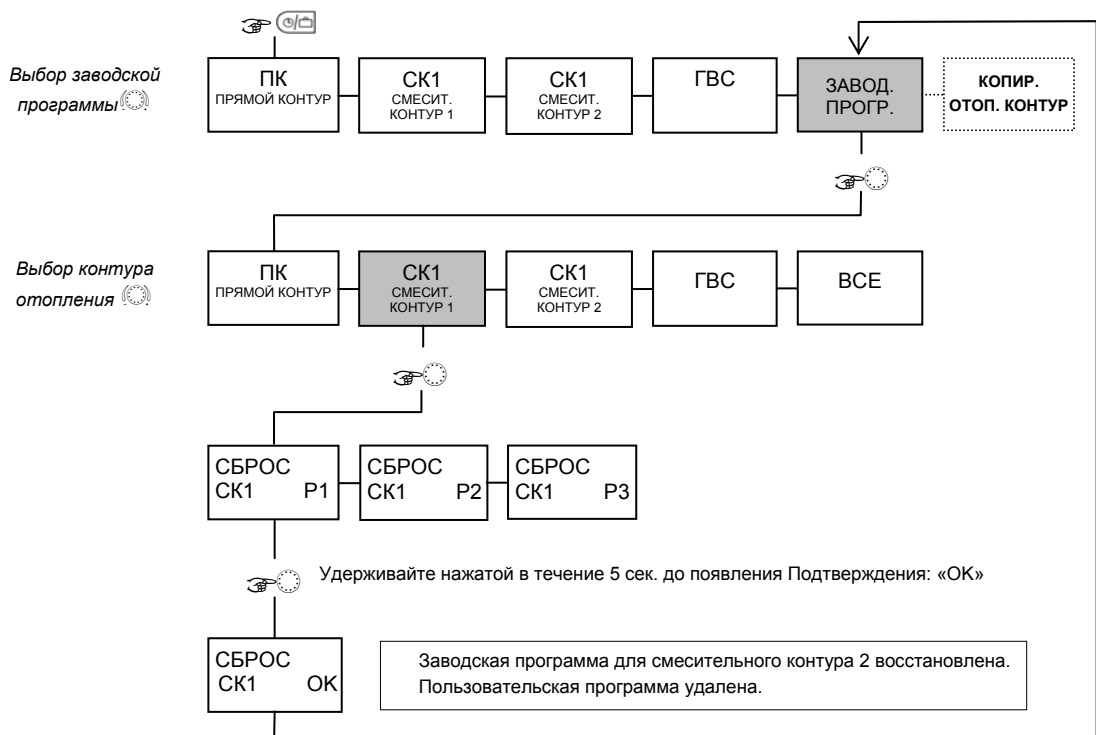 Выбор заводской
программы
ПК
ПРЯМОЙ КОНТУР
СК1
СМЕСИТ.
КОНТУР 1
СК1
СМЕСИТ.
КОНТУР 2
ГВС
ЗАВОД.
ПРОГР.
КОПИР.
ОТОП. КОНТУР
Выбор контура
отопления
ПК
ПРЯМОЙ КОНТУР
СК1
СМЕСИТ.
КОНТУР 1
СК1
СМЕСИТ.
КОНТУР 2
ГВС
ВСЕ
СБРОС
СК1 P1
СБРОС
СК1 P2
СБРОС
СК1 P3
Удерживайте нажатой в течение 5 сек. до появления Подтверждения: «ОК»
СБРОС
СК1 ОК
Заводская программа для смесительного контура 2 восстановлена.
Пользовательская программа удалена.